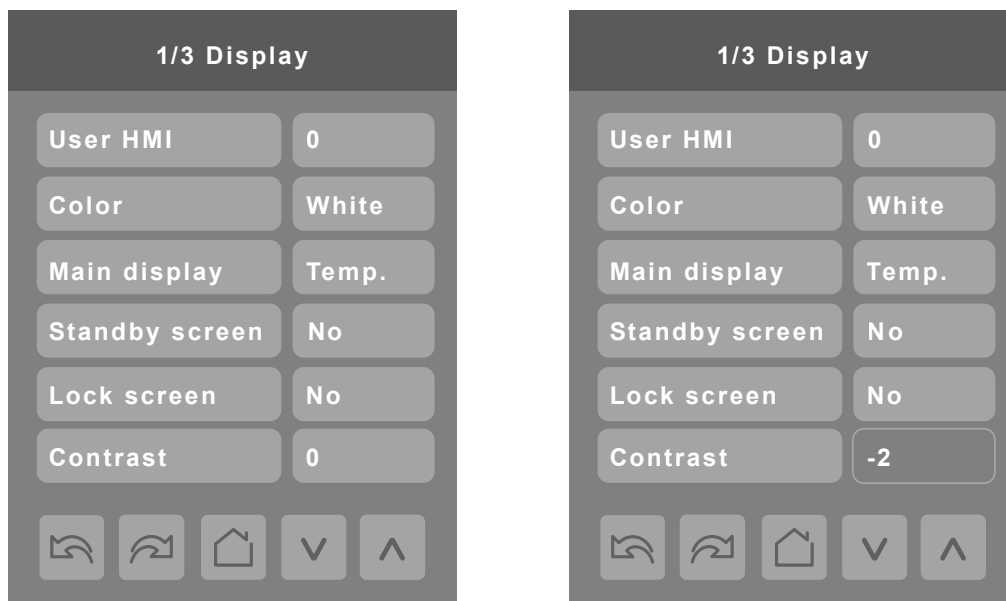 1/3 Display
User HMI 0
Color White
Main display Temp.
Standby screen No
Lock screen No
Contrast 0
1/3 Display
User HMI 0
Color White
Main display Temp.
Standby screen No
Lock screen No
Contrast -2